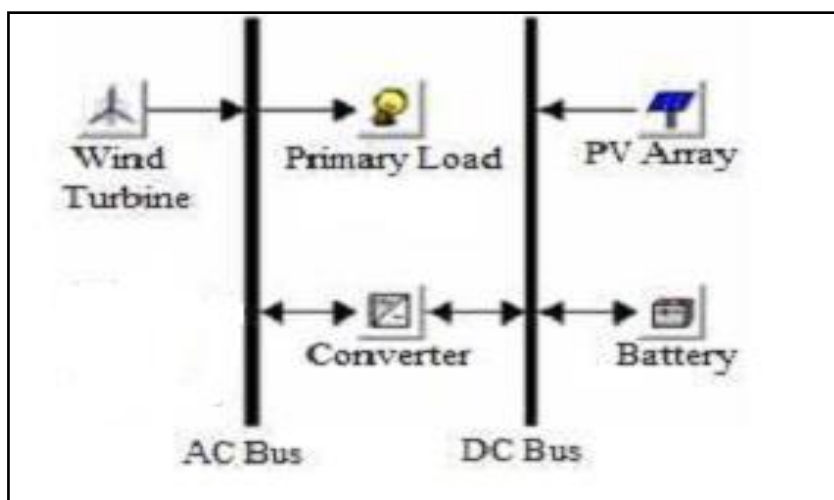 Wind
Turbine
Primary Load
PV Array
Converter
Battery
AC Bus
DC Bus